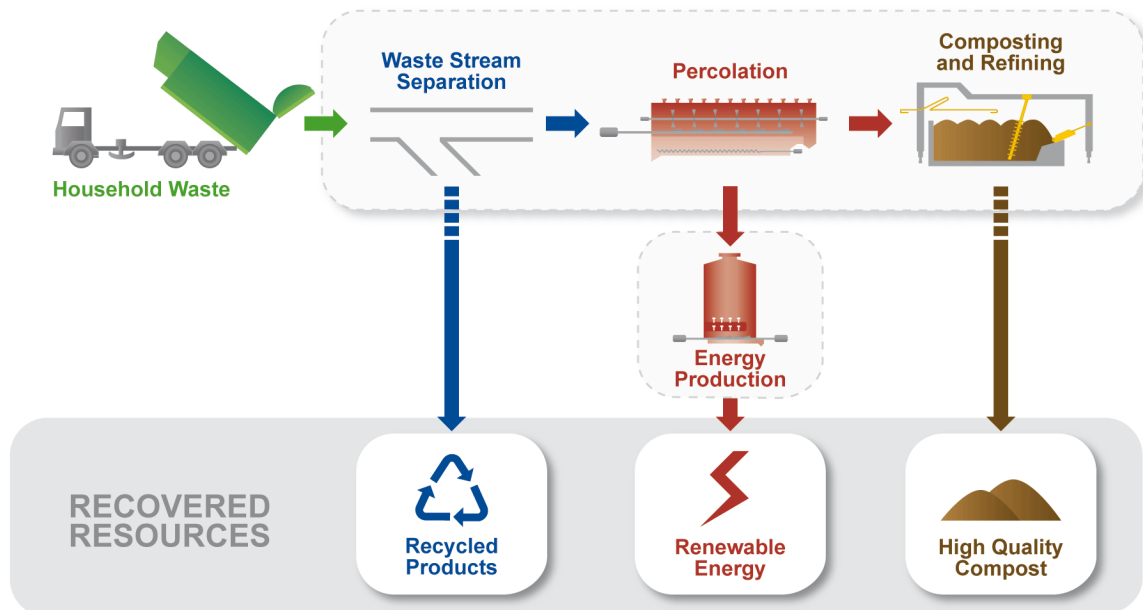 Waste Stream
Separation
Percolation
Composting
and Refining
Household Waste
Energy
Production
RECOVERED
RESOURCES
Recycled
Products
Renewable
Energy
High Quality
Compost